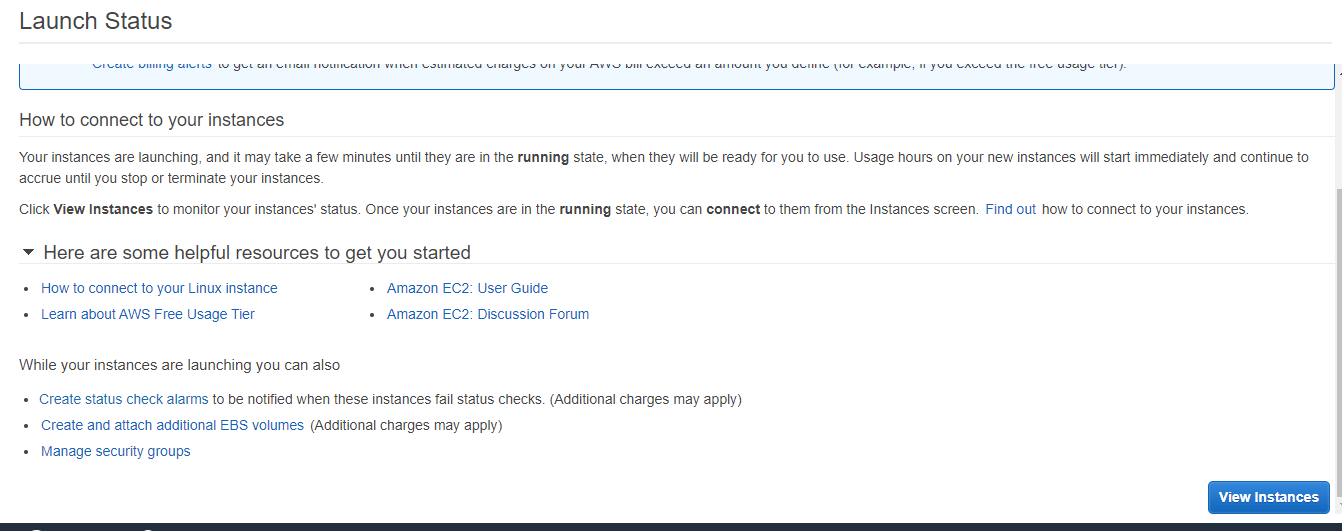 Launch Status
Create billing alerts to get an email notification when estimated charges on your AWS bill exceed an amount you define (for example, if you exceed the free usage tier).
How to connect to your instances
Your instances are launching, and it may take a few minutes until they are in the running state, when they will be ready for you to use. Usage hours on your new instances will start immediately and continue to
accrue until you stop or terminate your instances.
Click View Instances to monitor your instances' status. Once your instances are in the running state, you can connect to them from the Instances screen. Find out how to connect to your instances.
Here are some helpful resources to get you started
How to connect to your Linux instance
Amazon EC2: User Guide
Learn about AWS Free Usage Tier
Amazon EC2: Discussion Forum
While your instances are launching you can also
Create status check alarms to be notified when these instances fail status checks. (Additional charges may apply)
Create and attach additional EBS volumes (Additional charges may apply)
Manage security groups
View Instances